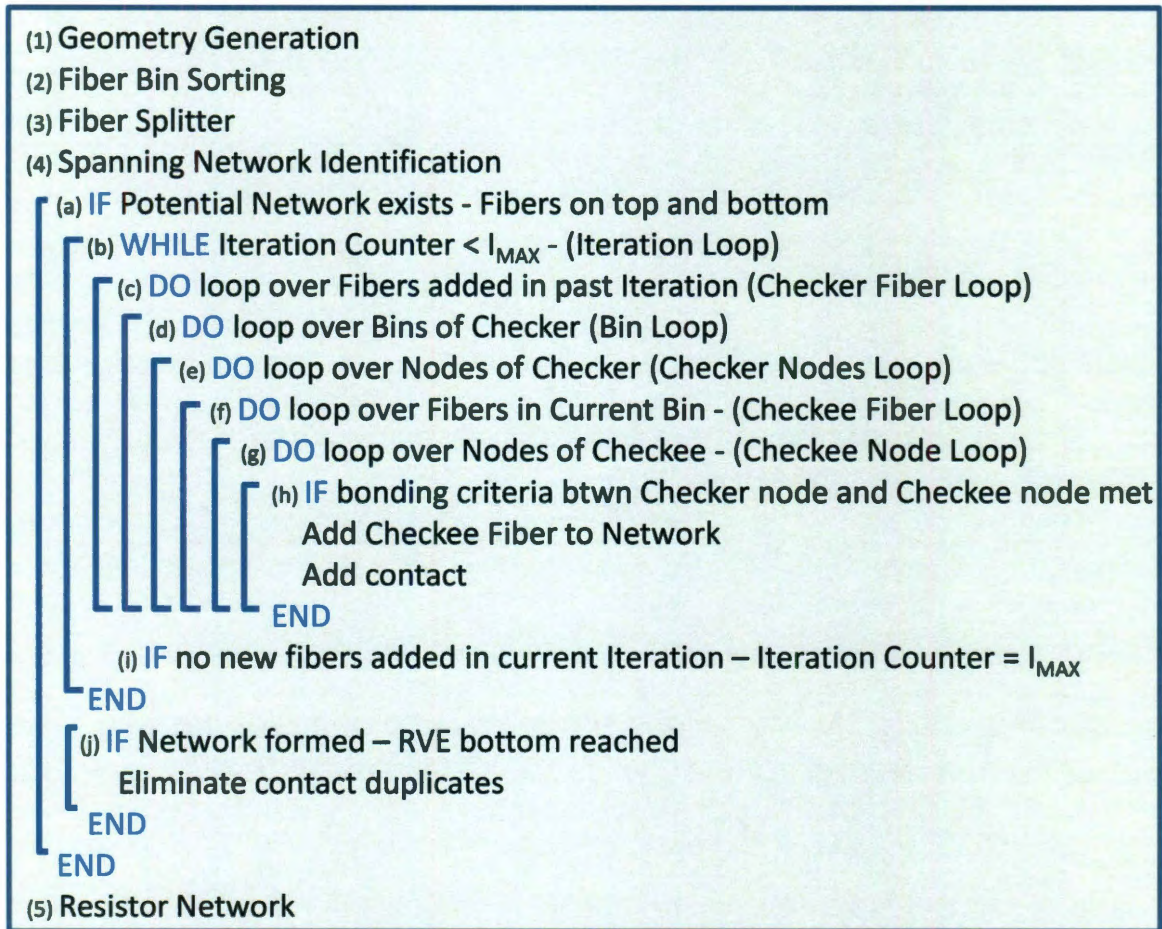 (1) Geometry Generation
(2) Fiber Bin Sorting
(3) Fiber Splitter
(4) Spanning Network Identification
(a) IF Potential Network exists - Fibers on top and bottom
(b) WHILE Iteration Counter < IMAX - (Iteration Loop)
(c) DO loop over Fibers added in past Iteration (Checker Fiber Loop)
(d) DO loop over Bins of Checker (Bin Loop)
(e) DO loop over Nodes of Checker (Checker Nodes Loop)
(f) DO loop over Fibers in Current Bin - (Checkee Fiber Loop)
(g) DO loop over Nodes of Checkee - (Checkee Node Loop)
(h) IF bonding criteria btwn Checker node and Checkee node met
Add Checkee Fiber to Network
Add contact
END
(i) IF no new fibers added in current Iteration – Iteration Counter = IMAX
END
(j) IF Network formed – RVE bottom reached
Eliminate contact duplicates
END
END
(5) Resistor Network